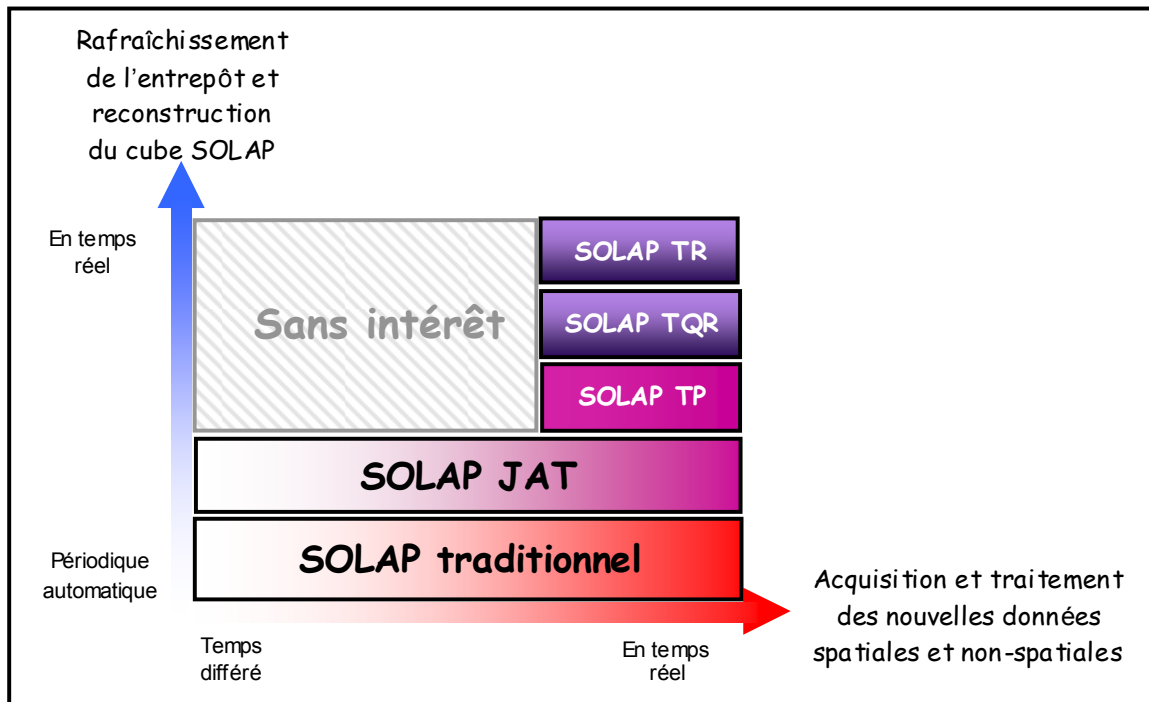 Rafraîchissement
de l'entrepôt et
reconstruction
du cube SOLAP
En temps
réel
SOLAP TR
Sans intérêt
SOLAP TQR
SOLAP TP
SOLAP JAT
SOLAP traditionnel
Périodique
automatique
Acquisition et traitement
des nouvelles données
spatiales et non-spatiales
Temps
différé
En temps
réel